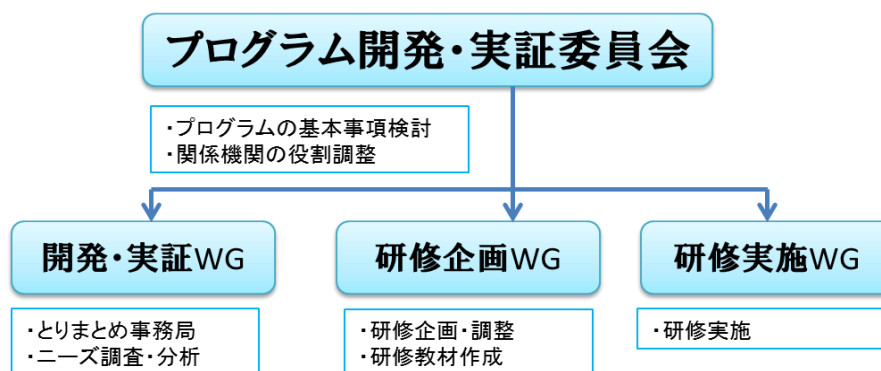 プログラム開発・実証委員会
・プログラムの基本事項検討
・関係機関の役割調整
開発・実証WG
研修企画WG
研修実施WG
・とりまとめ事務局
・ニーズ調査・分析
・研修企画・調整
・研修教材作成
・研修実施